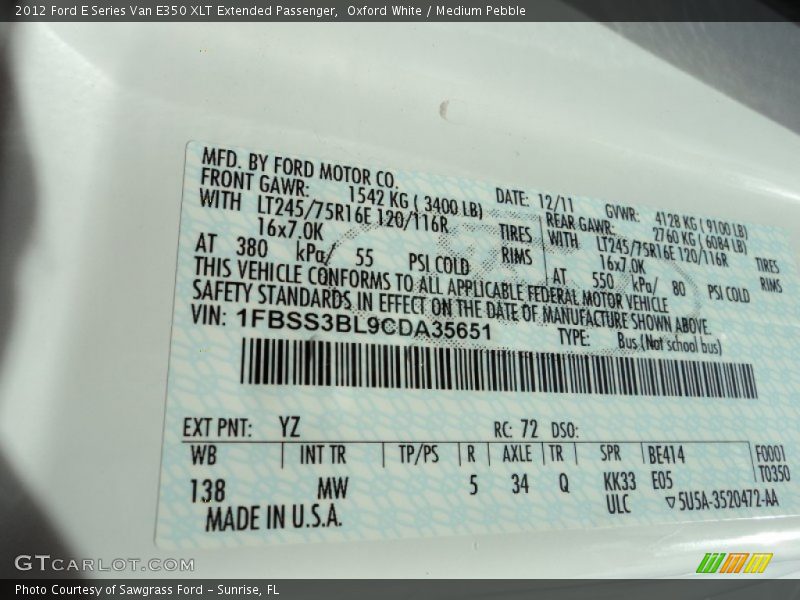 2012 Ford E Series Van E350 XLT Extended Passenger, Oxford White / Medium Pebble
MFD. BY FORD MOTOR CO.
DATE: 12/11 GVWR: 4128 KG ( 9100 LB)
FRONT GAWR: 1542 KG ( 3400 LB)
REAR GAWR: 2760 KG ( 6084 LB)
WITH LT245/75R16E 120/116R TIRES
WITH LT245/75R16E 120/116R TIRES
16x7.0K RIMS
16x7.0K RIMS
AT 380 kPa/ 55 PSI COLD
AT 550 kPa/ 80 PSI COLD
THIS VEHICLE CONFORMS TO ALL APPLICABLE FEDERAL MOTOR VEHICLE
SAFETY STANDARDS IN EFFECT ON THE DATE OF MANUFACTURE SHOWN ABOVE.
VIN: 1FBSS3BL9CDA35651
TYPE: Bus (Not school bus)
EXT PNT: YZ RC: 72 DSO:
WB INT TR TP/PS R AXLE TR SPR BE414 F0001
138 MW 5 34 Q KK33 E05 T0350
MADE IN U.S.A. ULC ▽5U5A-3520472-AA
GTCARLOT.COM
Photo Courtesy of Sawgrass Ford - Sunrise, FL